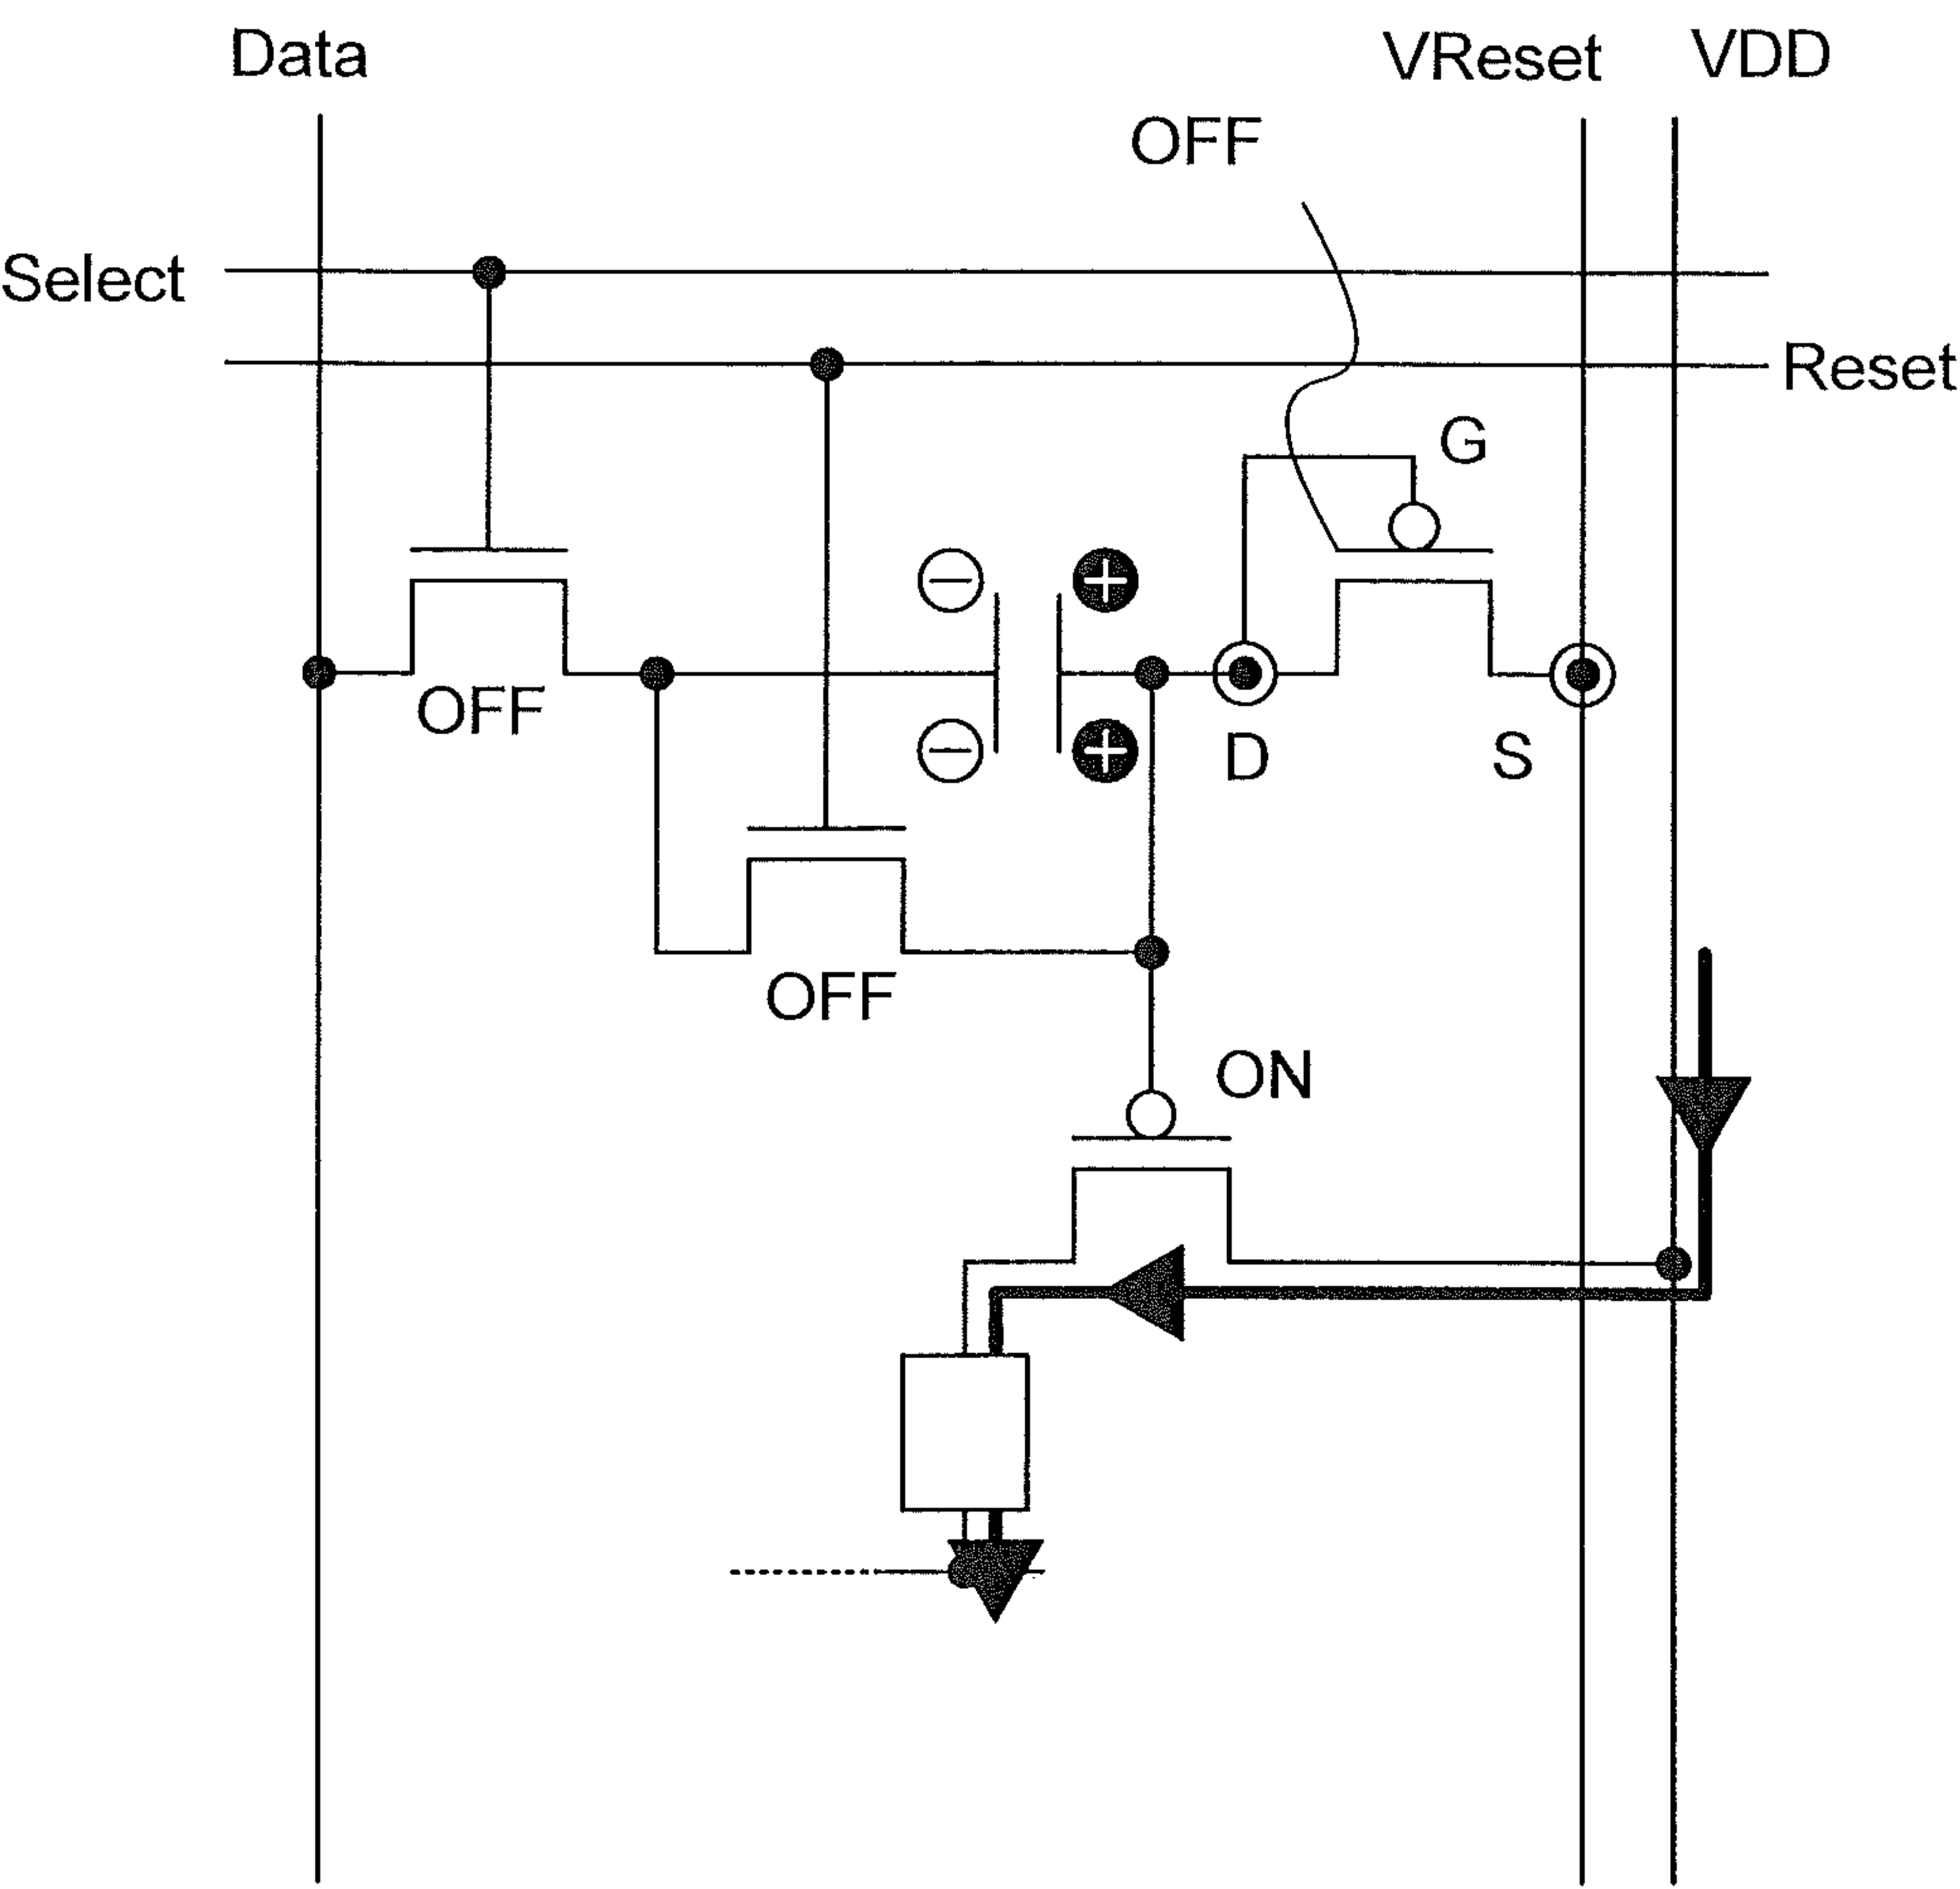 Data
VReset
VDD
OFF
Select
Reset
G
OFF
D
S
OFF
ON